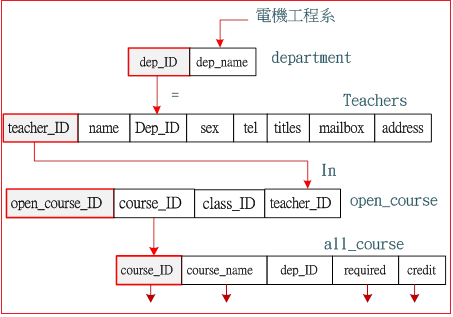 電機工程系
dep_ID dep_name department
=
Teachers
teacher_ID name Dep_ID sex tel titles mailbox address
In
open_course_ID course_ID class_ID teacher_ID open_course
all_course
course_ID course_name dep_ID required credit